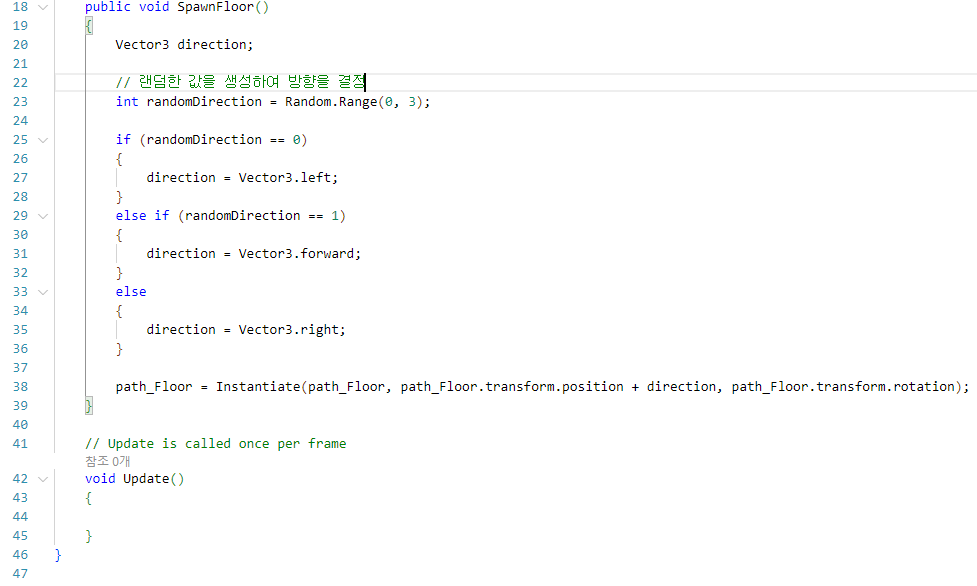 18 public void SpawnFloor()
19 {
20 Vector3 direction;
21
22 // 랜덤한 값을 생성하여 방향을 결정
23 int randomDirection = Random.Range(0, 3);
24
25 if (randomDirection == 0)
26 {
27 direction = Vector3.left;
28 }
29 else if (randomDirection == 1)
30 {
31 direction = Vector3.forward;
32 }
33 else
34 {
35 direction = Vector3.right;
36 }
37
38 path_Floor = Instantiate(path_Floor, path_Floor.transform.position + direction, path_Floor.transform.rotation);
39 }
40
41 // Update is called once per frame
참조 0개
42 void Update()
43 {
44
45 }
46 }
47